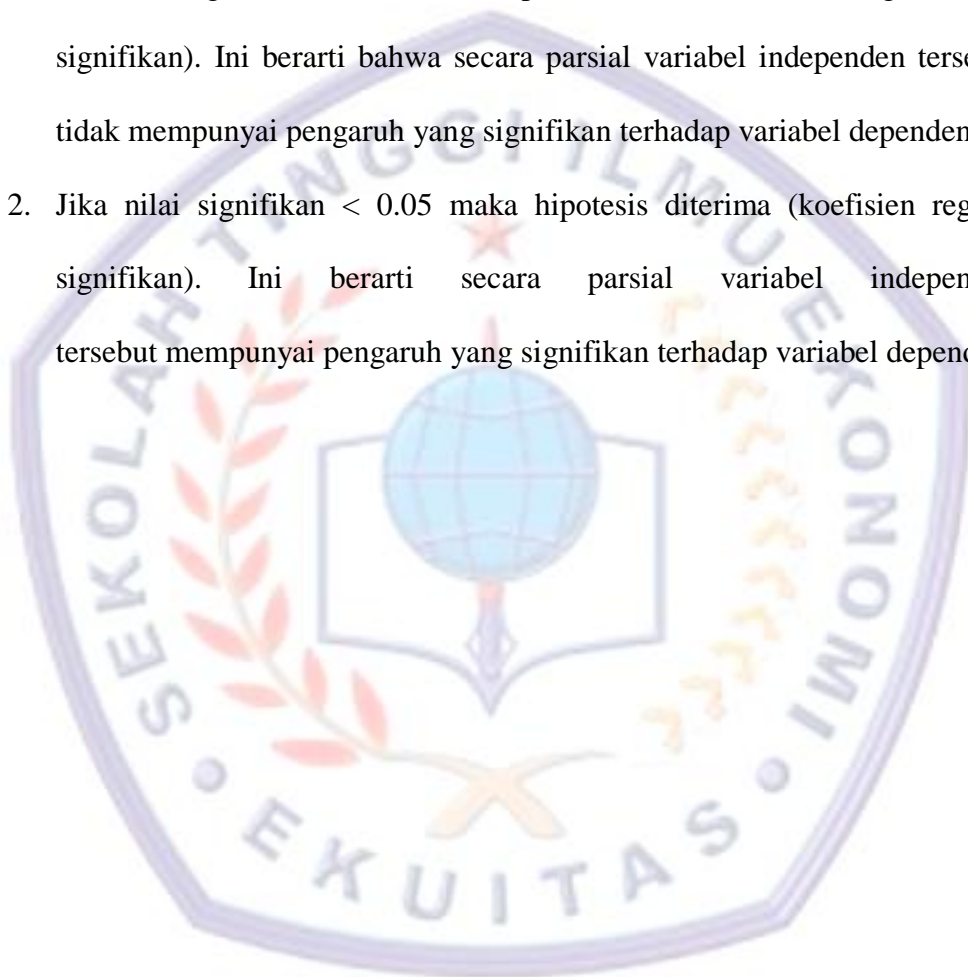 signifikan). Ini berarti bahwa secara parsial variabel independen terse
tidak mempunyai pengaruh yang signifikan terhadap variabel dependen
2. Jika nilai signifikan < 0.05 maka hipotesis diterima (koefisien reg
signifikan). Ini berarti secara parsial variabel indepen
tersebut mempunyai pengaruh yang signifikan terhadap variabel depend
SEKOLAH TINGGI ILMU EKONOMI
EKUITAS